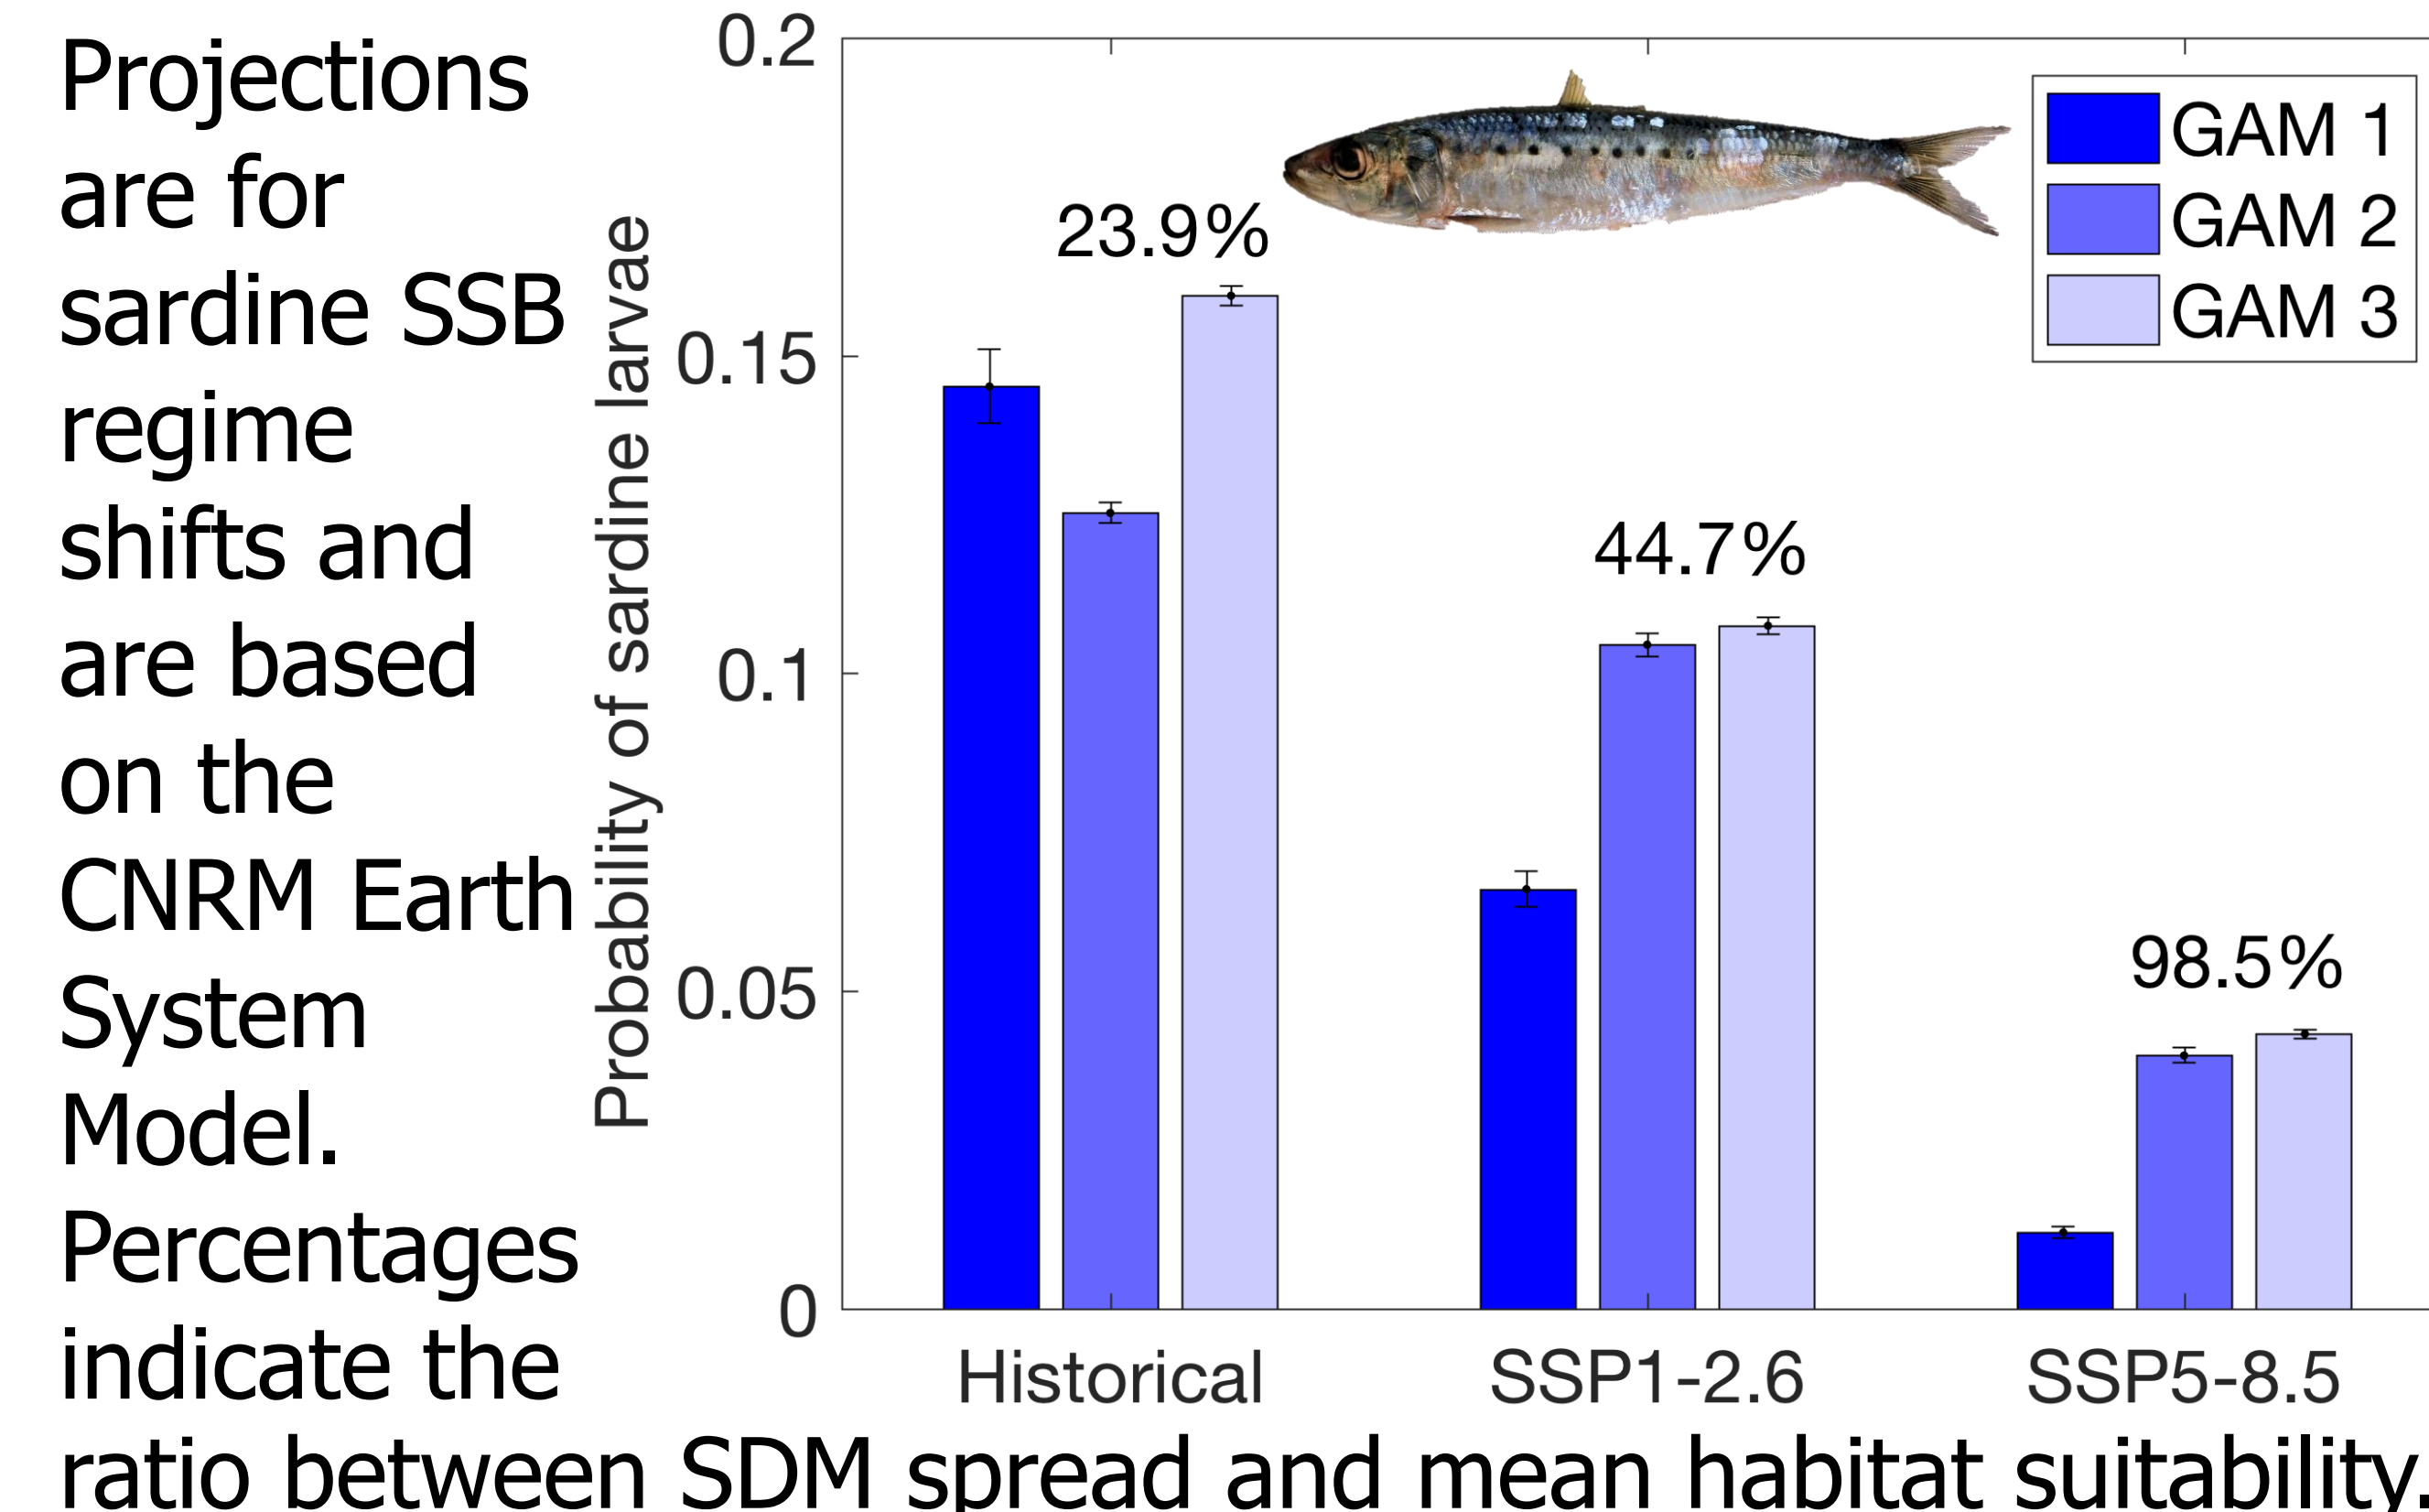 Projections
are for
sardine SSB
regime
shifts and
are based
on the
CNRM Earth
System
Model.
Percentages
indicate the
ratio between SDM spread and mean habitat suitability.
Probability of sardine larvae
0.2
0.15
0.1
0.05
0
23.9%
44.7%
98.5%
GAM 1
GAM 2
GAM 3
Historical
SSP1-2.6
SSP5-8.5